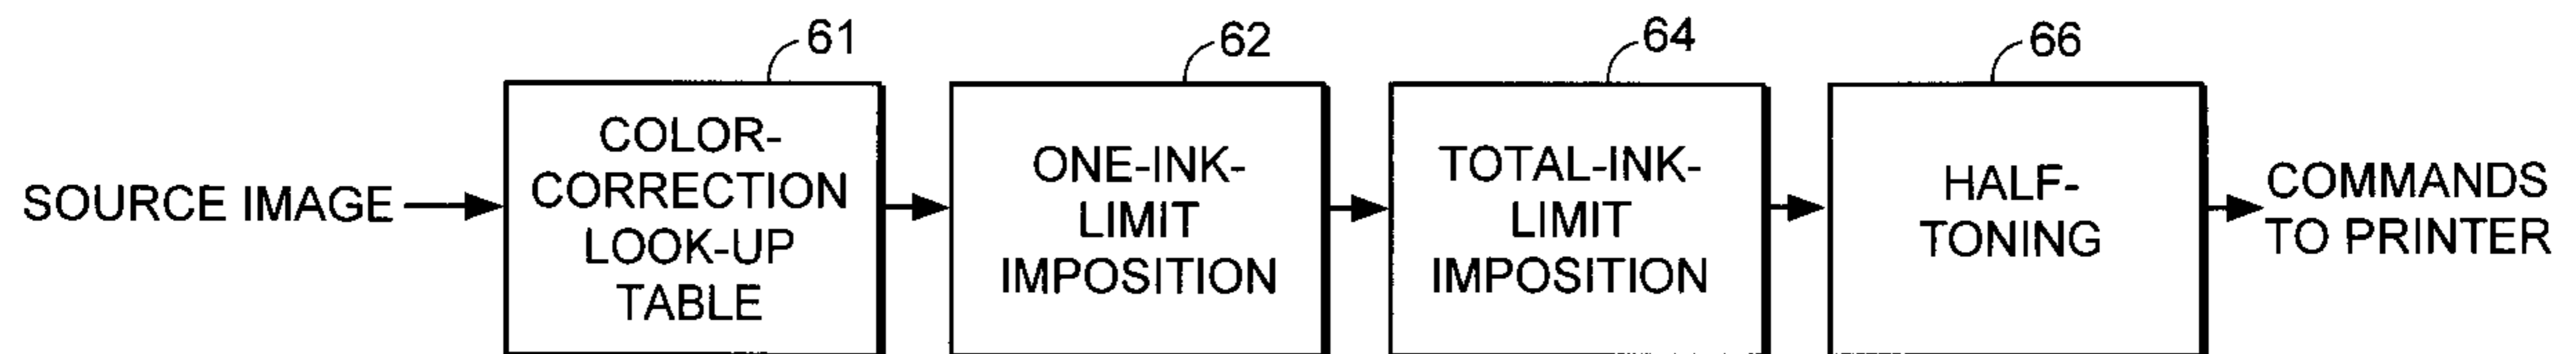 61
62
64
66
SOURCE IMAGE
COLOR-
CORRECTION
LOOK-UP
TABLE
ONE-INK-
LIMIT
IMPOSITION
TOTAL-INK-
LIMIT
IMPOSITION
HALF-
TONING
COMMANDS
TO PRINTER